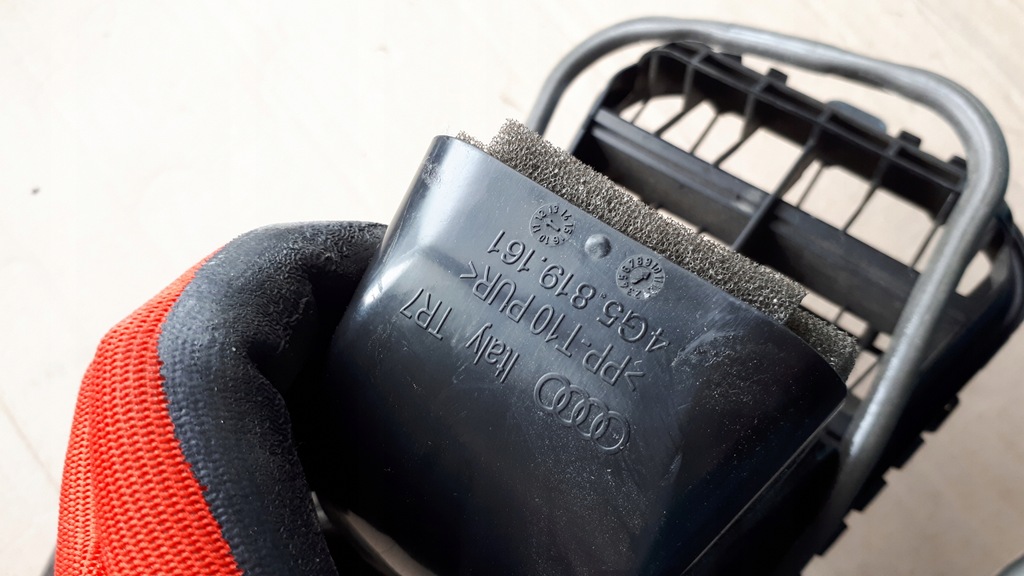 4G5.819.161
>PP-T10 PUR<
Italy TR7